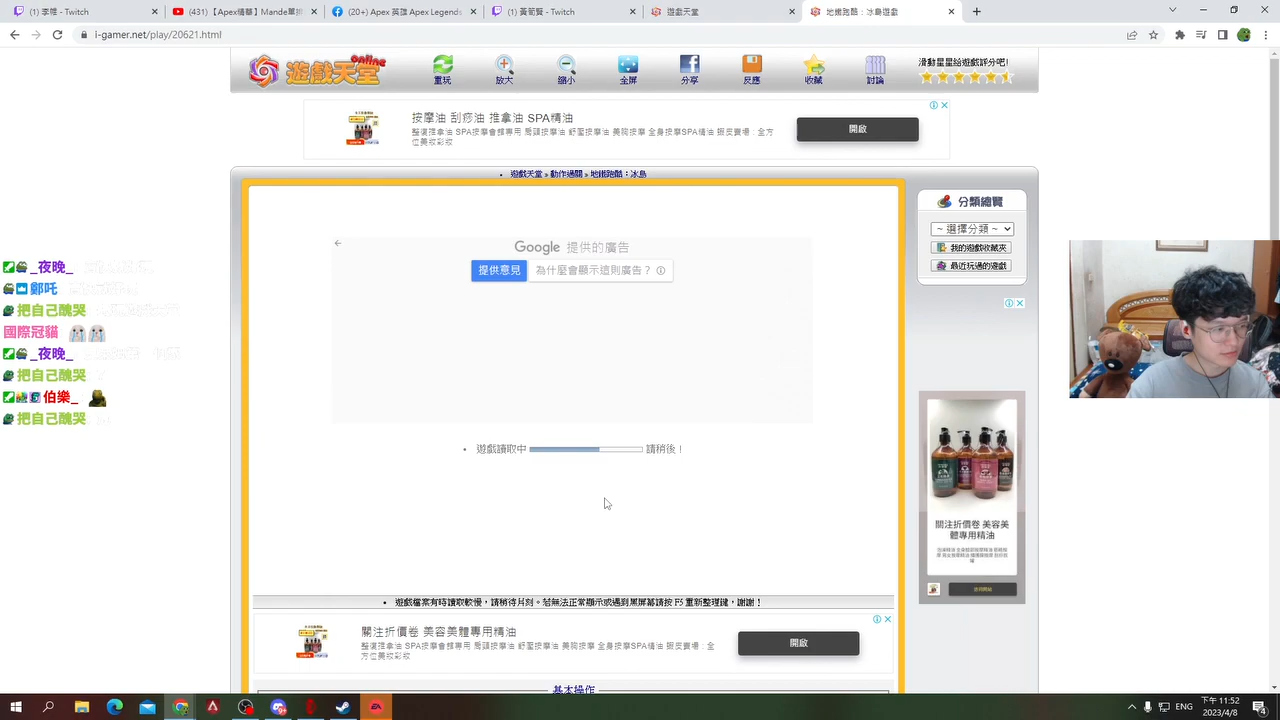 (1) 李帷 - Twitch
(431)【Apex精華】Mande單排
(20+) Apex 英雄 Apex Legends
(1) 黃荀賢 - Twitch
遊戲天堂
地鐵跑酷：冰島遊戲
i-gamer.net/play/20621.html
遊戲天堂 online
重玩
放大
縮小
全屏
分享
反應
收藏
討論
滑動星星給遊戲評分吧!
按摩油 刮痧油 推拿油 SPA精油
開啟
遊戲天堂 » 動作過關 » 地鐵跑酷：冰島
分類總覽
~ 選擇分類 ~
我的遊戲收藏夾
最近玩過的遊戲
Google 提供的廣告
提供意見
為什麼會顯示這則廣告？
遊戲讀取中 請稍後！
_夜晚_
鄭吒
把自己醜哭
國際冠貓
_夜晚_
把自己醜哭
伯樂_
把自己醜哭
關注折價卷 美容美
體專用精油
遊戲檔案有時讀取較慢，請稍待片刻。若無法正常顯示或遇到黑屏幕請按 F5 重新整理鍵，謝謝！
關注折價卷 美容美體專用精油
開啟
基本操作
ENG
下午 11:52
2023/4/8
4